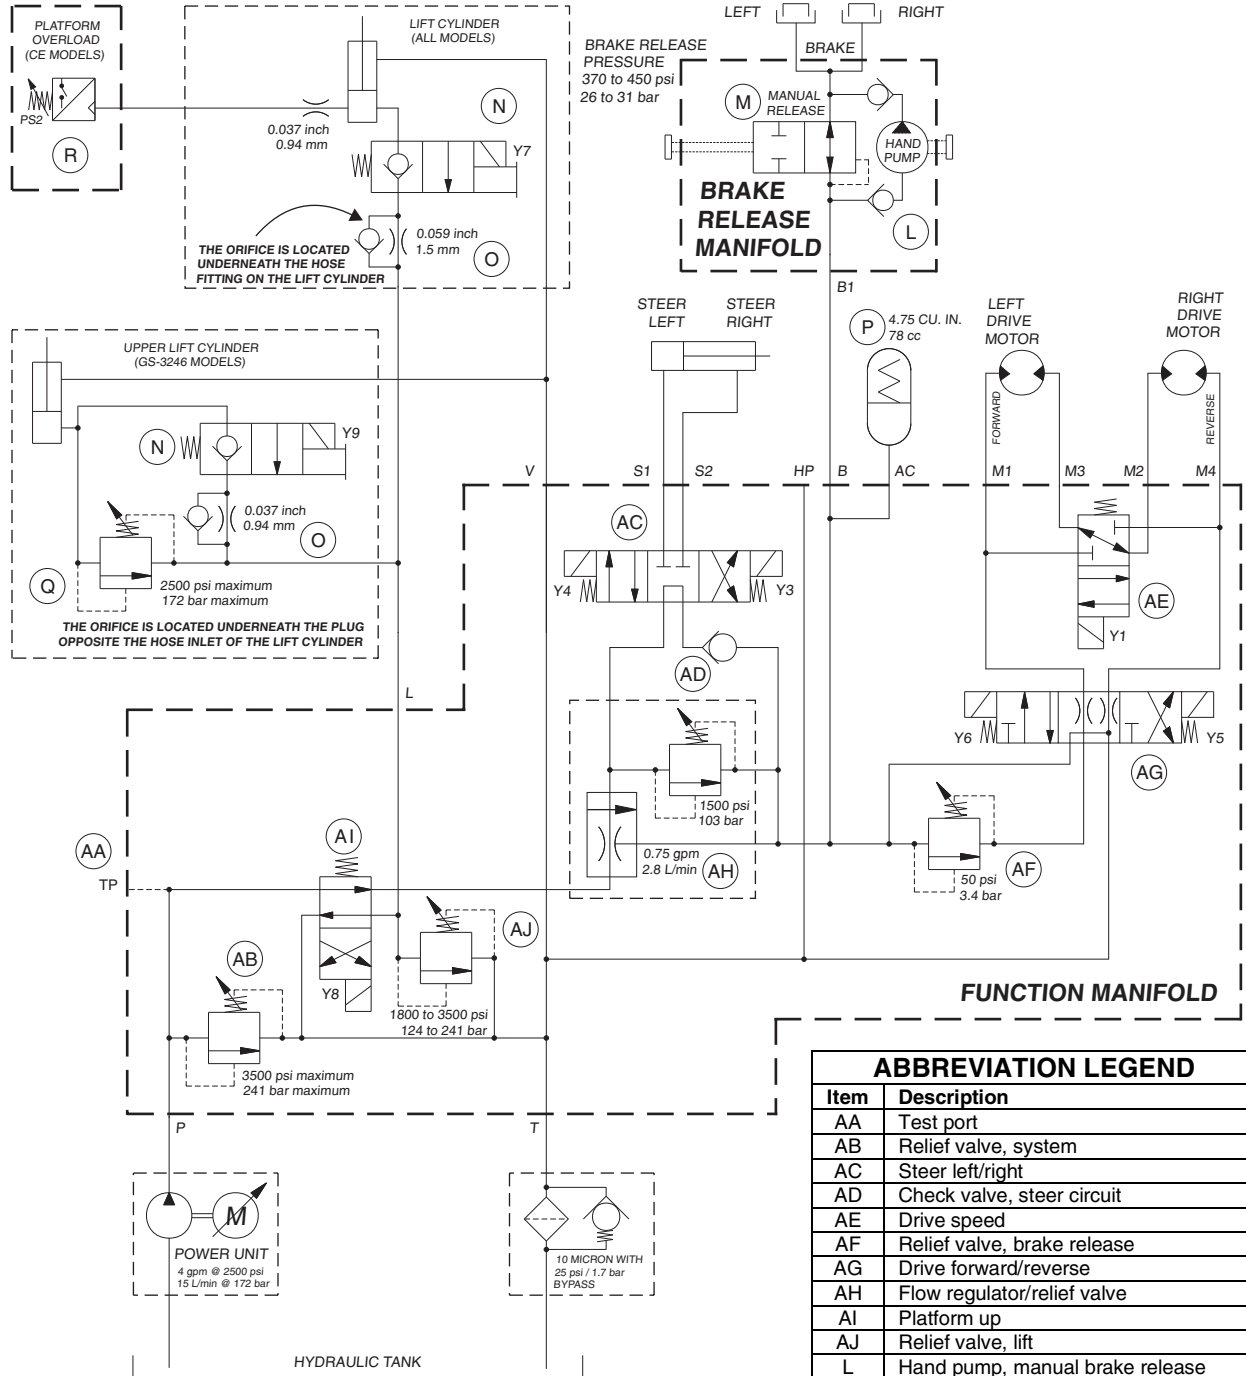 PLATFORM
OVERLOAD
(CE MODELS)
PS2
R
LIFT CYLINDER
(ALL MODELS)
N
0.037 inch
0.94 mm
Y7
0.059 inch
1.5 mm
O
THE ORIFICE IS LOCATED
UNDERNEATH THE HOSE
FITTING ON THE LIFT CYLINDER
LEFT
RIGHT
BRAKE
BRAKE RELEASE
PRESSURE
370 to 450 psi
26 to 31 bar
M
MANUAL
RELEASE
HAND
PUMP
BRAKE
RELEASE
MANIFOLD
L
B1
UPPER LIFT CYLINDER
(GS-3246 MODELS)
N
Y9
0.037 inch
0.94 mm
O
Q
2500 psi maximum
172 bar maximum
THE ORIFICE IS LOCATED UNDERNEATH THE PLUG
OPPOSITE THE HOSE INLET OF THE LIFT CYLINDER
STEER
LEFT
STEER
RIGHT
P
4.75 CU. IN.
78 cc
LEFT
DRIVE
MOTOR
RIGHT
DRIVE
MOTOR
FORWARD
REVERSE
V
S1
S2
HP
B
AC
M1
M3
M2
M4
AC
Y4
Y3
AE
Y1
AD
L
Y6
Y5
AG
1500 psi
103 bar
0.75 gpm
2.8 L/min
AH
50 psi
3.4 bar
AF
AA
TP
AI
Y8
AJ
1800 to 3500 psi
124 to 241 bar
AB
3500 psi maximum
241 bar maximum
FUNCTION MANIFOLD
P
T
M
POWER UNIT
4 gpm @ 2500 psi
15 L/min @ 172 bar
10 MICRON WITH
25 psi / 1.7 bar
BYPASS
HYDRAULIC TANK
ABBREVIATION LEGEND
Item Description
AA Test port
AB Relief valve, system
AC Steer left/right
AD Check valve, steer circuit
AE Drive speed
AF Relief valve, brake release
AG Drive forward/reverse
AH Flow regulator/relief valve
AI Platform up
AJ Relief valve, lift
L Hand pump, manual brake release